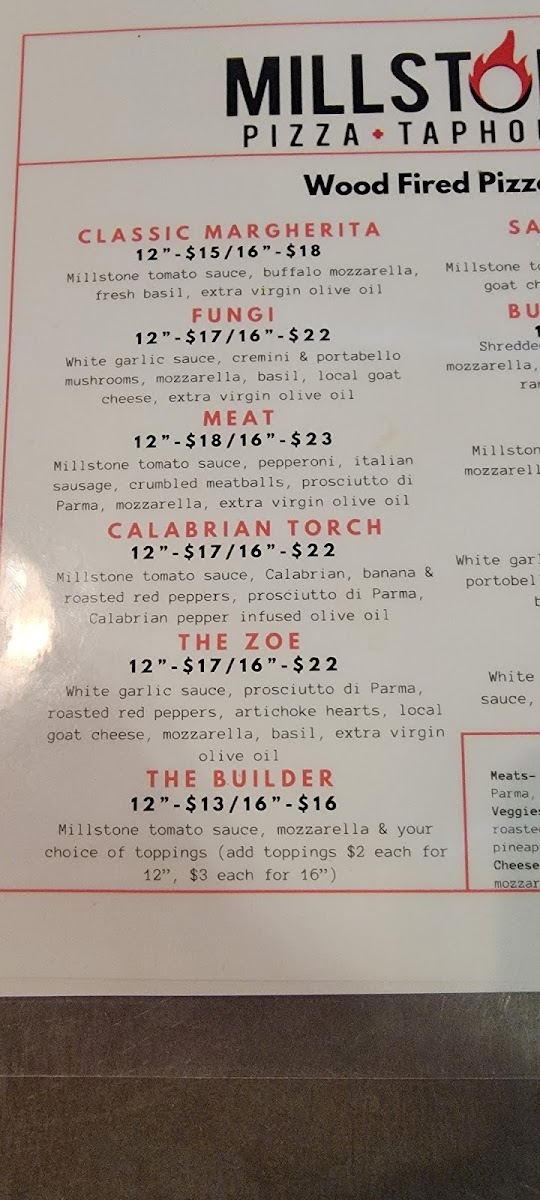 MILLSTO
PIZZA TAPHOU
Wood Fired Pizz
CLASSIC MARGHERITA
12”-$15/16”-$18
Millstone tomato sauce, buffalo mozzarella,
fresh basil, extra virgin olive oil
FUNGI
12”-$17/16”-$22
White garlic sauce, cremini & portabello
mushrooms, mozzarella, basil, local goat
cheese, extra virgin olive oil
MEAT
12”-$18/16”-$23
Millstone tomato sauce, pepperoni, italian
sausage, crumbled meatballs, prosciutto di
Parma, mozzarella, extra virgin olive oil
CALABRIAN TORCH
12”-$17/16”-$22
Millstone tomato sauce, Calabrian, banana &
roasted red peppers, prosciutto di Parma,
Calabrian pepper infused olive oil
THE ZOE
12”-$17/16”-$22
White garlic sauce, prosciutto di Parma,
roasted red peppers, artichoke hearts, local
goat cheese, mozzarella, basil, extra virgin
olive oil
THE BUILDER
12”-$13/16”-$16
Millstone tomato sauce, mozzarella & your
choice of toppings (add toppings $2 each for
12”, $3 each for 16”)
SA
Millstone to
goat ch
BU
1
Shredded
mozzarella,
ra
Millston
mozzarell
White garl
portobel
b
White
sauce,
Meats-
Parma,
Veggies
roasted
pineap
Cheese
mozzar